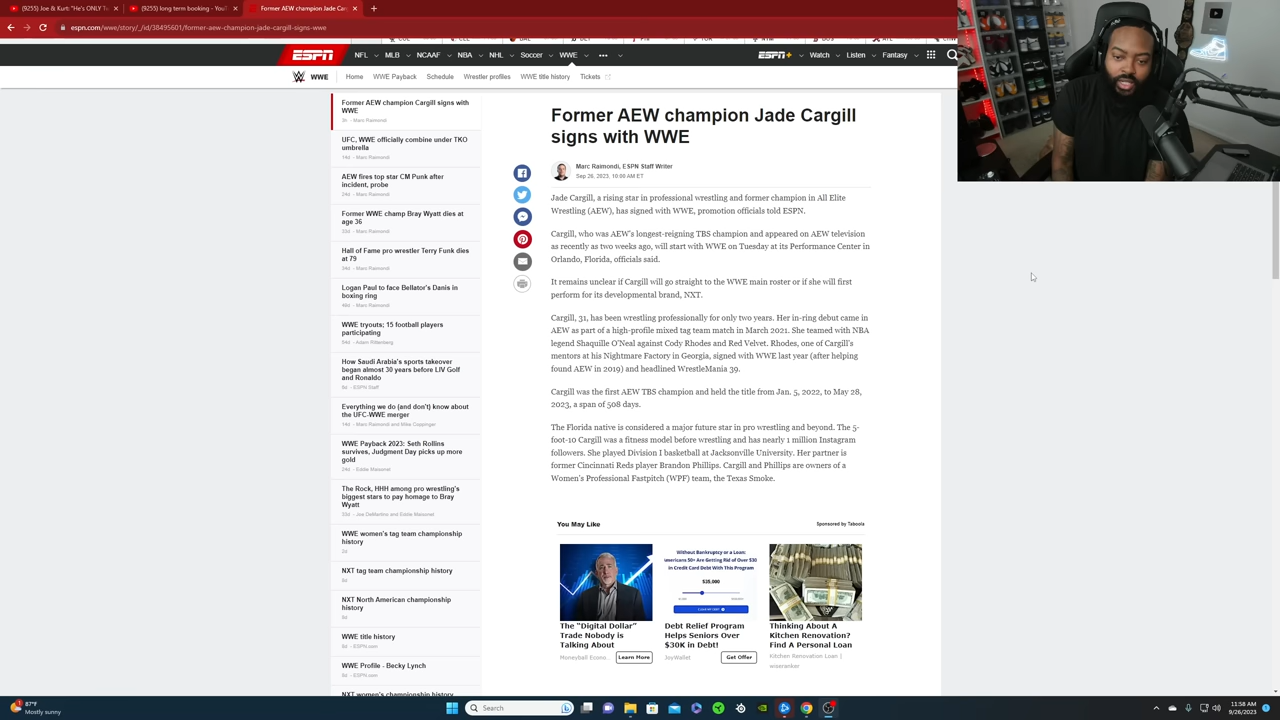 (9255) Joe & Kurt: "He's ONLY T
(9255) long term booking - YouT
Former AEW champion Jade Carg
espn.com/wwe/story/_/id/38495601/former-aew-champion-jade-cargill-signs-wwe
ESPN NFL MLB NCAAF NBA NHL Soccer WWE ••• ESPN+ Watch Listen Fantasy
WWE Home WWE Payback Schedule Wrestler profiles WWE title history Tickets
Former AEW champion Cargill signs with
WWE
2h - Marc Raimondi
UFC, WWE officially combine under TKO
umbrella
14d - Marc Raimondi
AEW fires top star CM Punk after
incident, probe
24d - Marc Raimondi
Former WWE champ Bray Wyatt dies at
age 36
33d - Marc Raimondi
Hall of Fame pro wrestler Terry Funk dies
at 79
34d - Marc Raimondi
Logan Paul to face Bellator's Danis in
boxing ring
48d - Marc Raimondi
WWE tryouts; 15 football players
participating
54d - Adam Rittenberg
How Saudi Arabia's sports takeover
began almost 30 years before LIV Golf
and Ronaldo
8d - ESPN Staff
Everything we do (and don't) know about
the UFC-WWE merger
14d - Marc Raimondi and Mike Coppinger
WWE Payback 2023: Seth Rollins
survives, Judgment Day picks up more
gold
24d - Eddie Maisonet
The Rock, HHH among pro wrestling's
biggest stars to pay homage to Bray
Wyatt
33d - Joe DeMartino and Eddie Maisonet
WWE women's tag team championship
history
2d
NXT tag team championship history
6d
NXT North American championship
history
WWE title history
- ESPN.com
WWE Profile - Becky Lynch
- ESPN.com
NXT women's championship history
Former AEW champion Jade Cargill
signs with WWE
Marc Raimondi, ESPN Staff Writer
Sep 26, 2023, 10:00 AM ET
Jade Cargill, a rising star in professional wrestling and former champion in All Elite
Wrestling (AEW), has signed with WWE, promotion officials told ESPN.
Cargill, who was AEW's longest-reigning TBS champion and appeared on AEW television
as recently as two weeks ago, will start with WWE on Tuesday at its Performance Center in
Orlando, Florida, officials said.
It remains unclear if Cargill will go straight to the WWE main roster or if she will first
perform for its developmental brand, NXT.
Cargill, 31, has been wrestling professionally for only two years. Her in-ring debut came in
AEW as part of a high-profile mixed tag team match in March 2021. She teamed with NBA
legend Shaquille O'Neal against Cody Rhodes and Red Velvet. Rhodes, one of Cargill's
mentors at his Nightmare Factory in Georgia, signed with WWE last year (after helping
found AEW in 2019) and headlined WrestleMania 39.
Cargill was the first AEW TBS champion and held the title from Jan. 5, 2022, to May 28,
2023, a span of 508 days.
The Florida native is considered a major future star in pro wrestling and beyond. The 5-
foot-10 Cargill was a fitness model before wrestling and has nearly 1 million Instagram
followers. She played Division I basketball at Jacksonville University. Her partner is
former Cincinnati Reds player Brandon Phillips. Cargill and Phillips are owners of a
Women's Professional Fastpitch (WPF) team, the Texas Smoke.
You May Like
Sponsored by Taboola
Without Bankruptcy or a Loan:
Americans 50+ Are Getting Rid of Over $30
in Credit Card Debt With This Program
$35,000
The "Digital Dollar"
Trade Nobody is
Talking About
Moneyball Econo... Learn More
Debt Relief Program
Helps Seniors Over
$30K in Debt!
JoyWallet Get Offer
Thinking About A
Kitchen Renovation?
Find A Personal Loan
Kitchen Renovation Loan |
wiseranker
87°F
Mostly sunny
Search
11:58 AM
9/26/2023